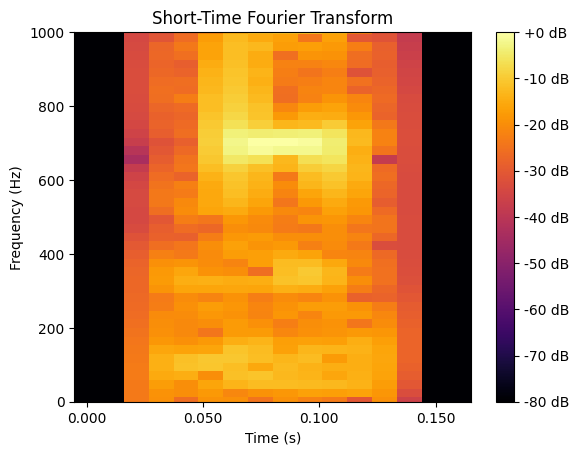 Short-Time Fourier Transform
1000
800
600
400
200
0
Frequency (Hz)
0.000
0.050
0.100
0.150
Time (s)
+0 dB
-10 dB
-20 dB
-30 dB
-40 dB
-50 dB
-60 dB
-70 dB
-80 dB